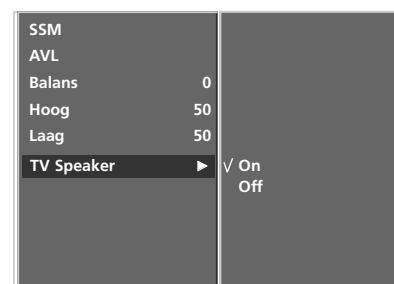 SSM
AVL
Balans 0
Hoog 50
Laag 50
TV Speaker ▶ √ On
Off